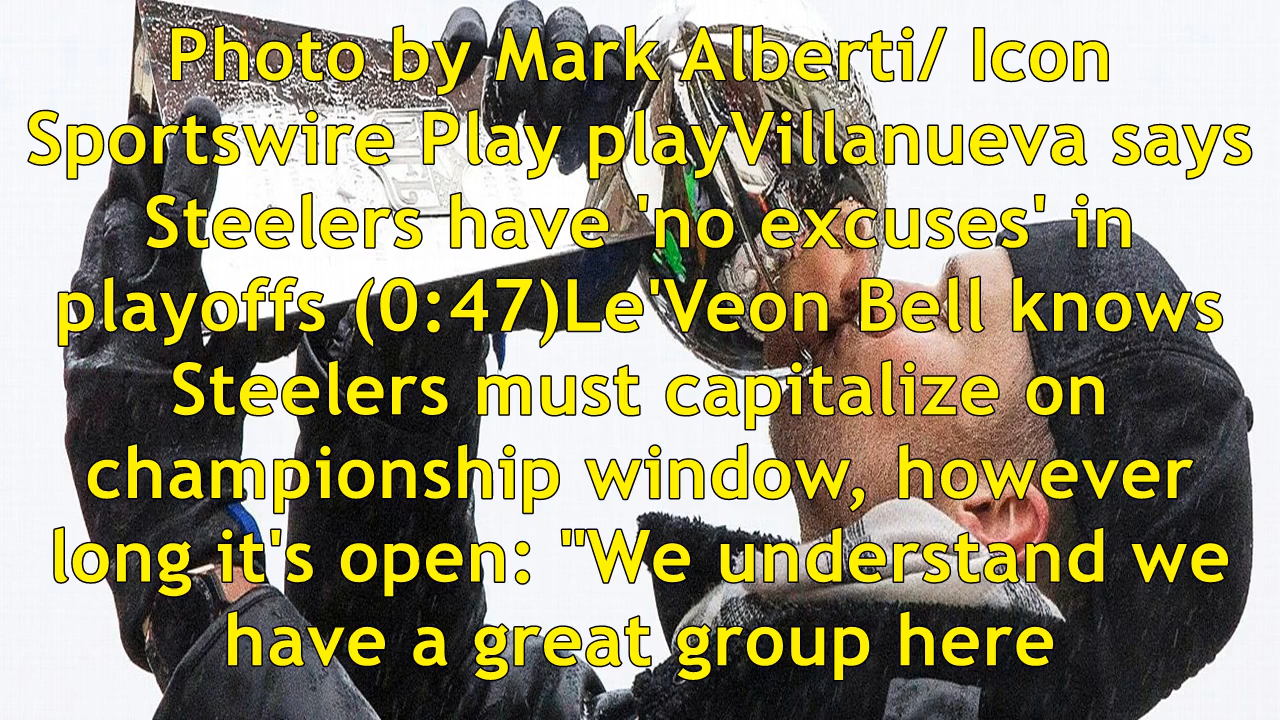 Photo by Mark Alberti/ Icon
Sportswire Play playVillanueva says
Steelers have 'no excuses' in
playoffs (0:47)Le'Veon Bell knows
Steelers must capitalize on
championship window, however
long it's open: "We understand we
have a great group here